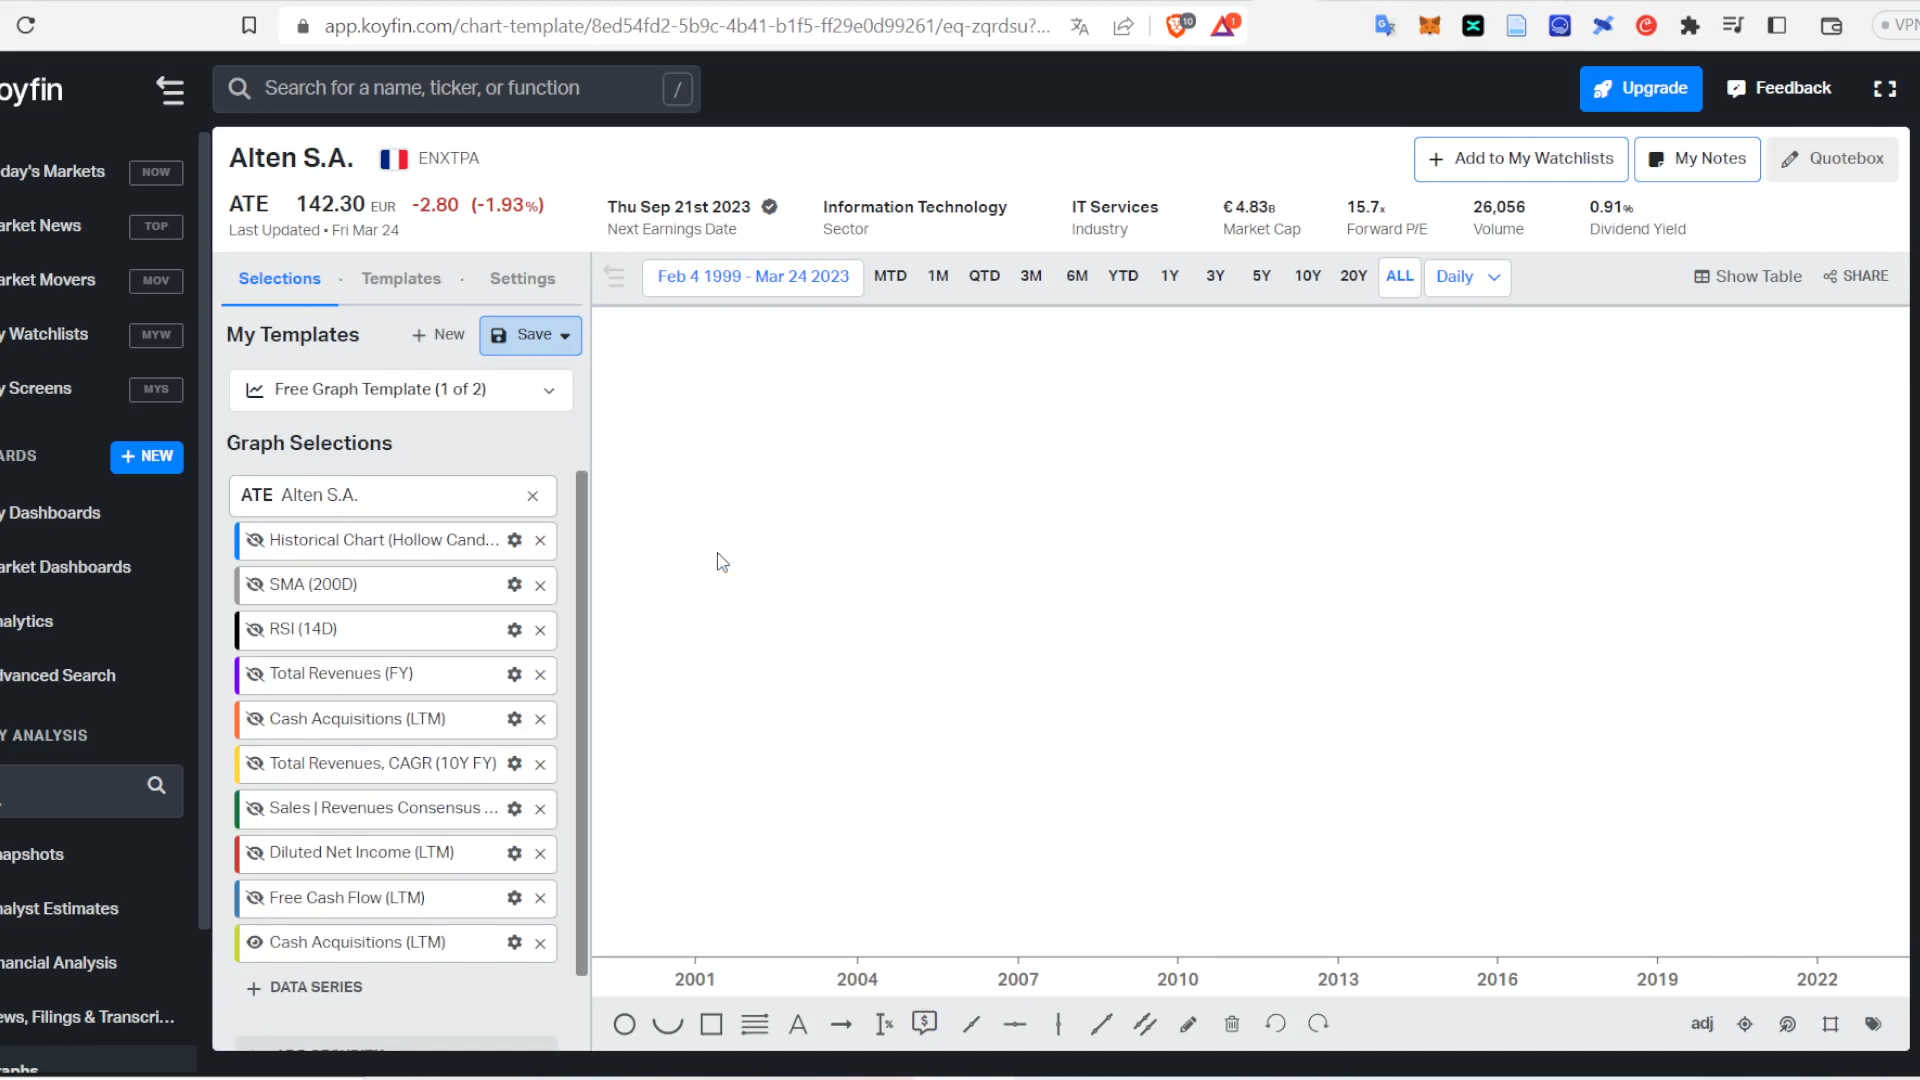 app.koyfin.com/chart-template/8ed54fd2-5b9c-4b41-b1f5-ff29e0d99261/eq-zqrdsu?...
10
1
VPN
oyfin
Search for a name, ticker, or function
/
Upgrade
Feedback
day's Markets
NOW
arket News
TOP
arket Movers
MOV
y Watchlists
MYW
y Screens
MYS
ARDS
+ NEW
y Dashboards
arket Dashboards
nalytics
dvanced Search
Y ANALYSIS
napshots
nalyst Estimates
nancial Analysis
ews, Filings & Transcri...
Alten S.A.
ENXTPA
+ Add to My Watchlists
My Notes
Quotebox
ATE 142.30 EUR -2.80 (-1.93%)
Last Updated • Fri Mar 24
Thu Sep 21st 2023
Next Earnings Date
Information Technology
Sector
IT Services
Industry
€ 4.83B
Market Cap
15.7x
Forward P/E
26,056
Volume
0.91%
Dividend Yield
Selections · Templates · Settings
Feb 4 1999 - Mar 24 2023
MTD 1M QTD 3M 6M YTD 1Y 3Y 5Y 10Y 20Y ALL
Daily
Show Table
SHARE
My Templates
+ New
Save
Free Graph Template (1 of 2)
Graph Selections
ATE Alten S.A.
Historical Chart (Hollow Cand...
SMA (200D)
RSI (14D)
Total Revenues (FY)
Cash Acquisitions (LTM)
Total Revenues, CAGR (10Y FY)
Sales | Revenues Consensus ...
Diluted Net Income (LTM)
Free Cash Flow (LTM)
Cash Acquisitions (LTM)
+ DATA SERIES
2001 2004 2007 2010 2013 2016 2019 2022
adj